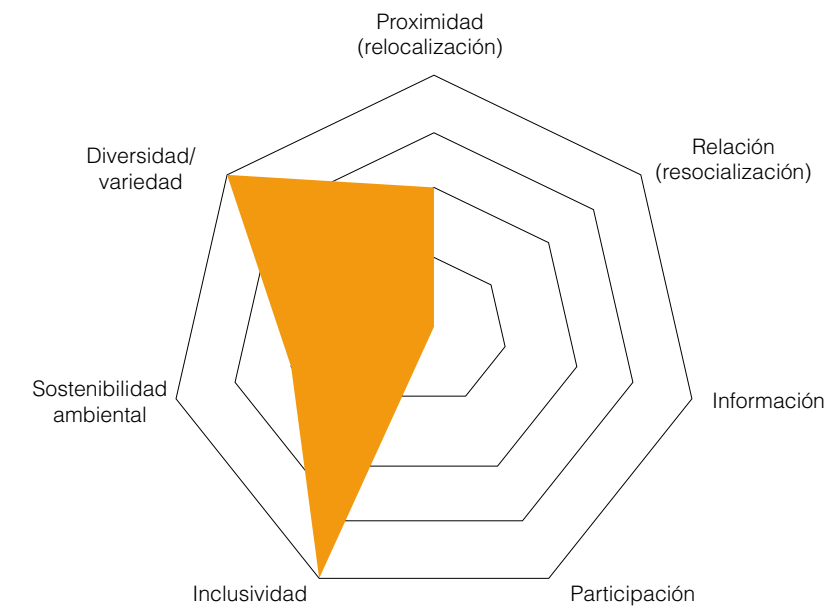 Proximidad
(relocalización)
Relación
(resocialización)
Información
Participación
Inclusividad
Sostenibilidad
ambiental
Diversidad/
variedad